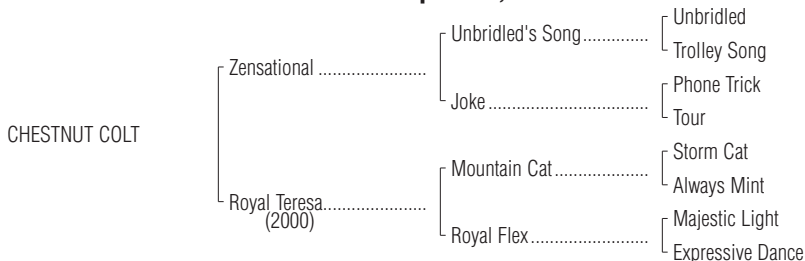 Unbridled
Unbridled's Song..............
Trolley Song
Zensational ......................
Phone Trick
Joke..................................
Tour
CHESTNUT COLT
Storm Cat
Mountain Cat....................
Always Mint
Royal Teresa.....................
(2000)
Majestic Light
Royal Flex.........................
Expressive Dance